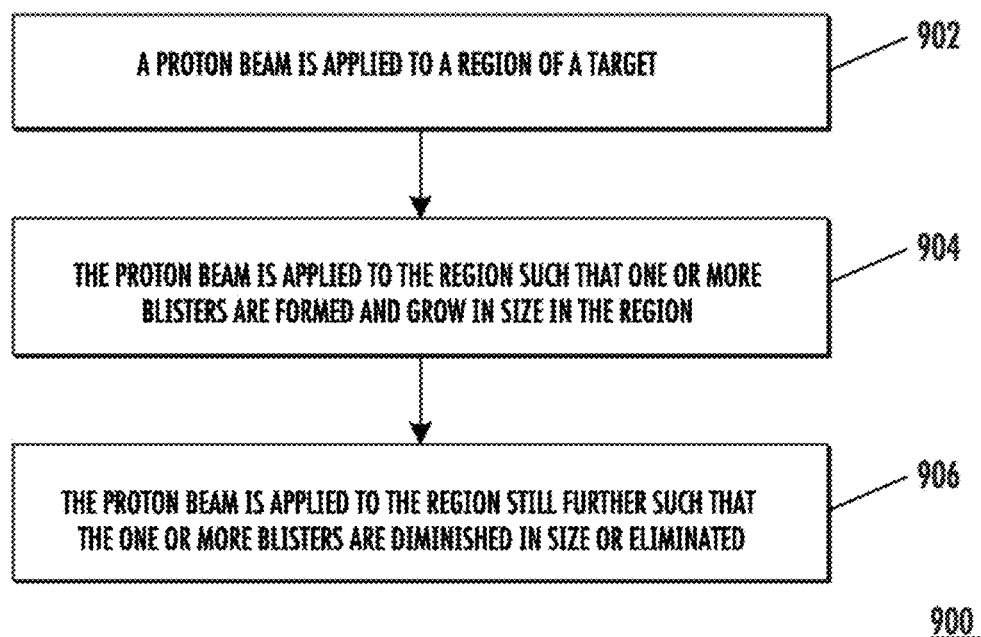 A PROTON BEAM IS APPLIED TO A REGION OF A TARGET
902
THE PROTON BEAM IS APPLIED TO THE REGION SUCH THAT ONE OR MORE
BLISTERS ARE FORMED AND GROW IN SIZE IN THE REGION
904
THE PROTON BEAM IS APPLIED TO THE REGION STILL FURTHER SUCH THAT
THE ONE OR MORE BLISTERS ARE DIMINISHED IN SIZE OR ELIMINATED
906
900